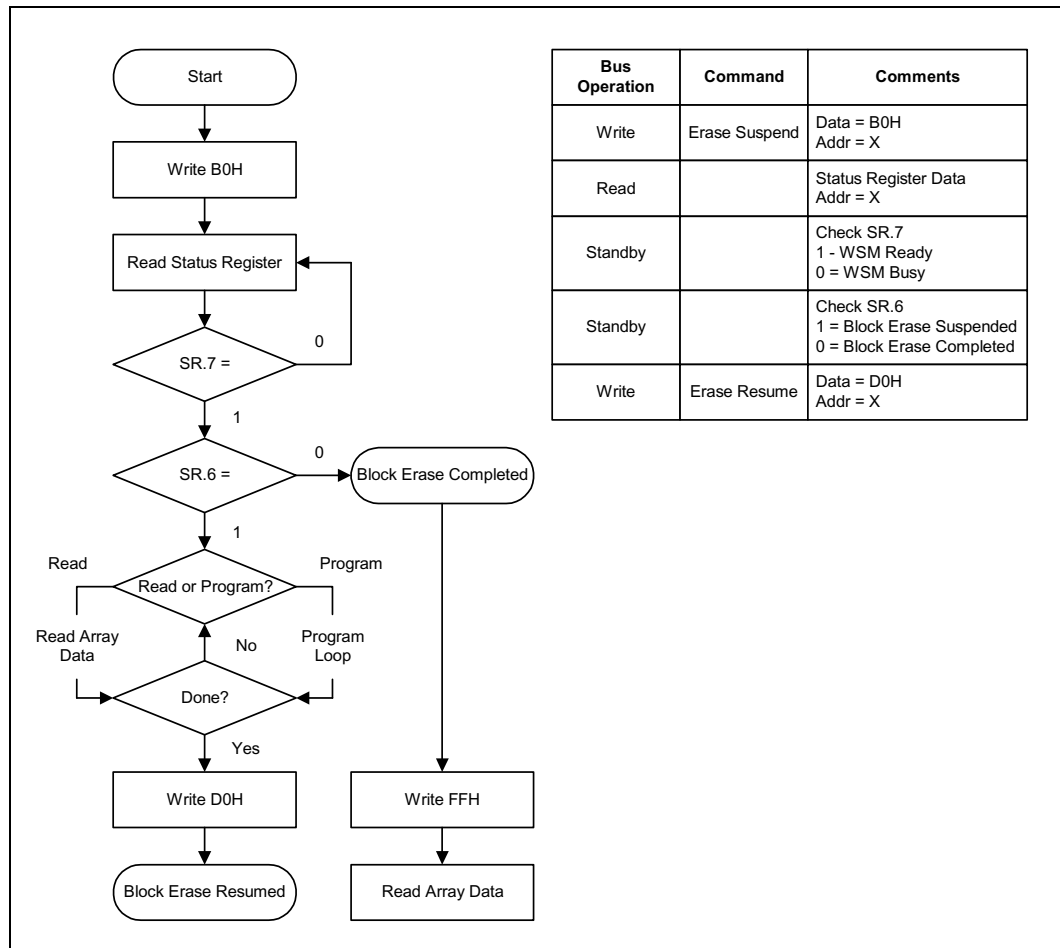 Start
Write B0H
Read Status Register
0
SR.7 =
1
0
SR.6 =
Block Erase Completed
1
Read
Program
Read or Program?
Read Array
Data
No
Program
Loop
Done?
Yes
Write D0H
Write FFH
Block Erase Resumed
Read Array Data
Bus
Operation
Command
Comments
Write
Erase Suspend
Data = B0H
Addr = X
Read
Status Register Data
Addr = X
Standby
Check SR.7
1 - WSM Ready
0 = WSM Busy
Standby
Check SR.6
1 = Block Erase Suspended
0 = Block Erase Completed
Write
Erase Resume
Data = D0H
Addr = X